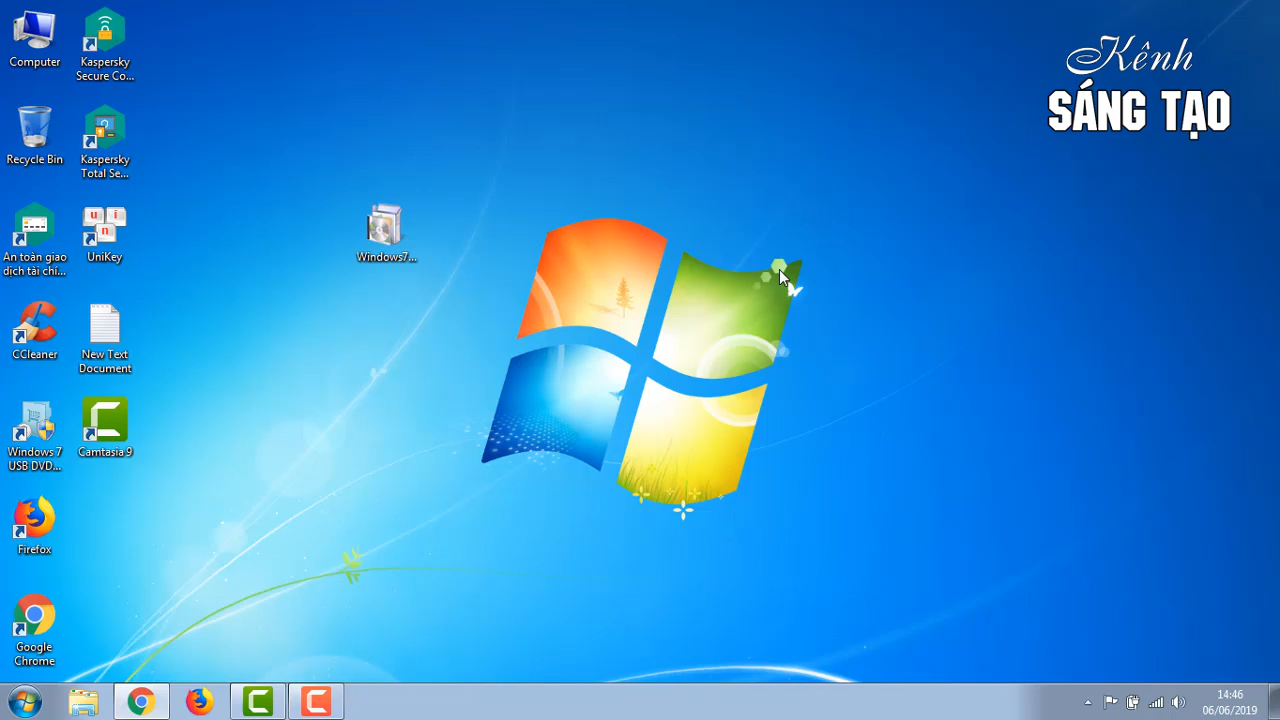 Computer
Kaspersky
Secure Co...
Recycle Bin
Kaspersky
Total Se...
An toàn giao
dịch tài chí...
UniKey
CCleaner
New Text
Document
Windows 7
USB DVD...
Camtasia 9
Firefox
Google
Chrome
Windows7...
Kênh
SÁNG TẠO
14:46
06/06/2019